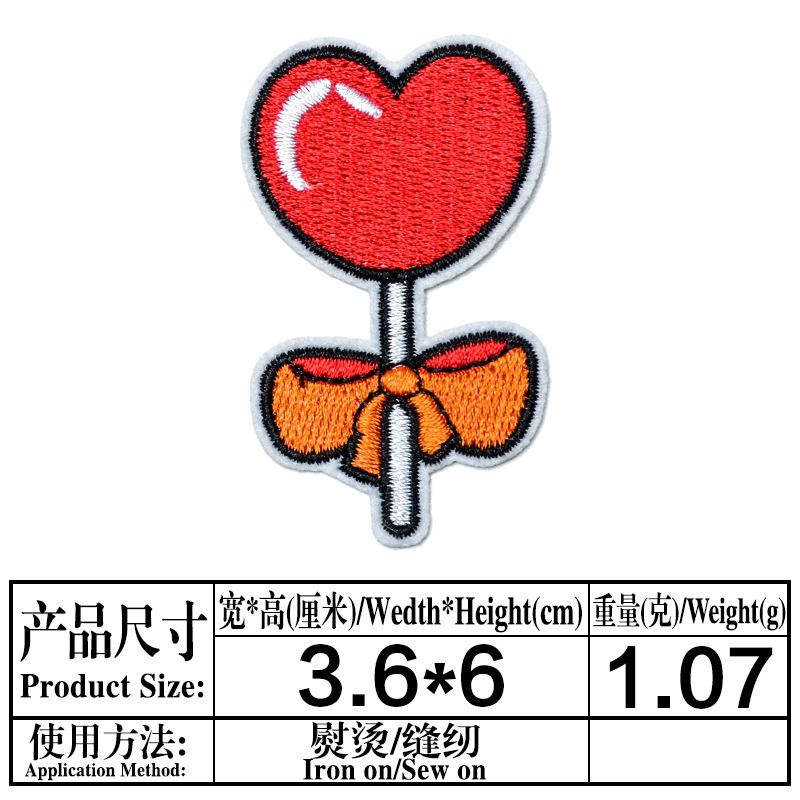 产品尺寸
Product Size:
宽*高(厘米)/Wedth*Height(cm)
重量(克)/Weight(g)
3.6*6
1.07
使用方法:
Application Method:
熨烫/缝纫
Iron on/Sew on